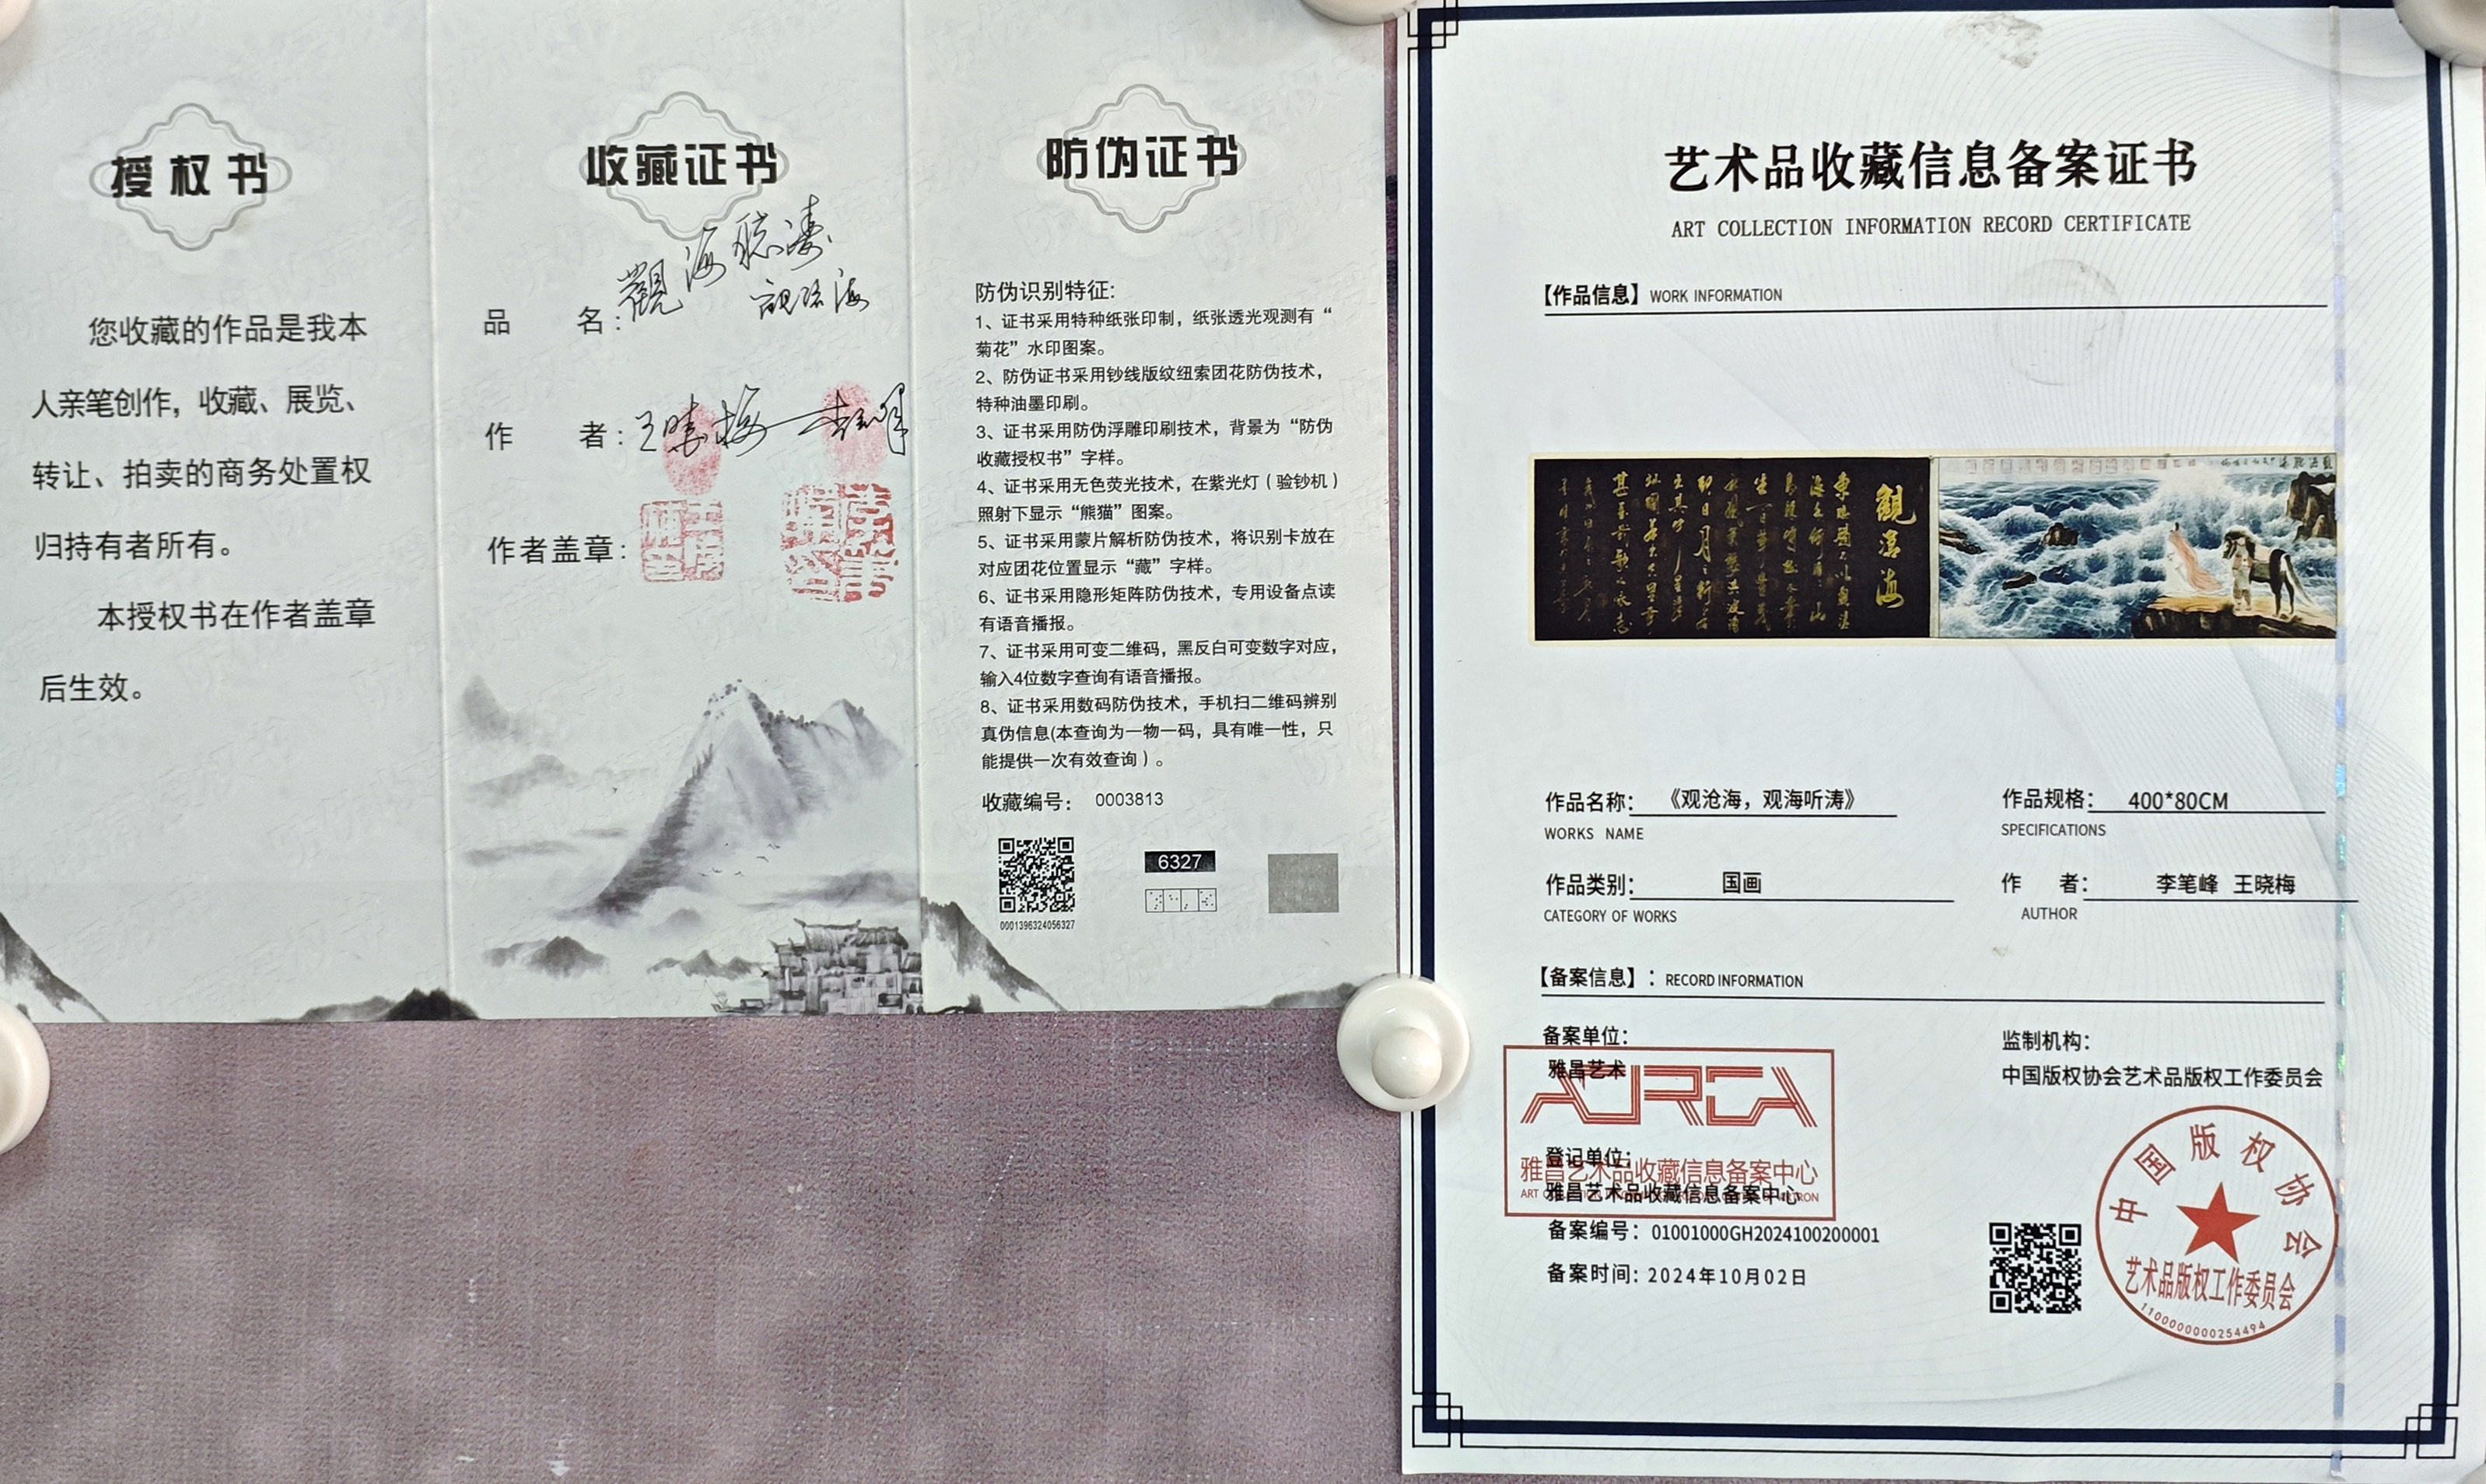 授权书
您收藏的作品是我本
人亲笔创作，收藏、展览、
转让、拍卖的商务处置权
归持有者所有。
本授权书在作者盖章
后生效。
收藏证书
品 名：觀海聽濤
觀滄海
作 者：王晓梅 李笔峰
作者盖章：
防伪证书
防伪识别特征：
1、证书采用特种纸张印制，纸张透光观测有“
菊花”水印图案。
2、防伪证书采用钞线版纹纽索团花防伪技术，
特种油墨印刷。
3、证书采用防伪浮雕印刷技术，背景为“防伪
收藏授权书”字样。
4、证书采用无色荧光技术，在紫光灯（验钞机）
照射下显示“熊猫”图案。
5、证书采用蒙片解析防伪技术，将识别卡放在
对应团花位置显示“藏”字样。
6、证书采用隐形矩阵防伪技术，专用设备点读
有语音播报。
7、证书采用可变二维码，黑反白可变数字对应，
输入4位数字查询有语音播报。
8、证书采用数码防伪技术，手机扫二维码辨别
真伪信息(本查询为一物一码，具有唯一性，只
能提供一次有效查询）。
收藏编号： 0003813
6327
0001396324056327
艺术品收藏信息备案证书
ART COLLECTION INFORMATION RECORD CERTIFICATE
【作品信息】WORK INFORMATION
觀滄海
作品名称：《观沧海，观海听涛》
WORKS NAME
作品规格：400*80CM
SPECIFICATIONS
作品类别：国画
CATEGORY OF WORKS
作 者：李笔峰 王晓梅
AUTHOR
【备案信息】：RECORD INFORMATION
备案单位：
雅昌艺术
AURCA
登记单位：
雅昌艺术品收藏信息备案中心
雅昌艺术品收藏信息备案中心
备案编号：01001000GH2024100200001
备案时间：2024年10月02日
监制机构：
中国版权协会艺术品版权工作委员会
中国版权协会
艺术品版权工作委员会
1100000000254494